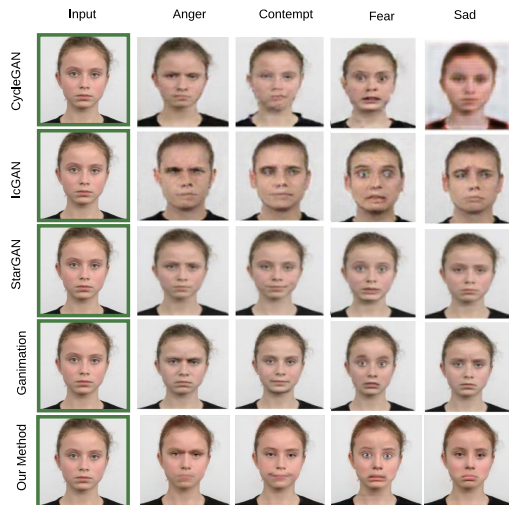 Input Anger Contempt Fear Sad
CycleGAN
IcGAN
StarGAN
Ganimation
Our Method